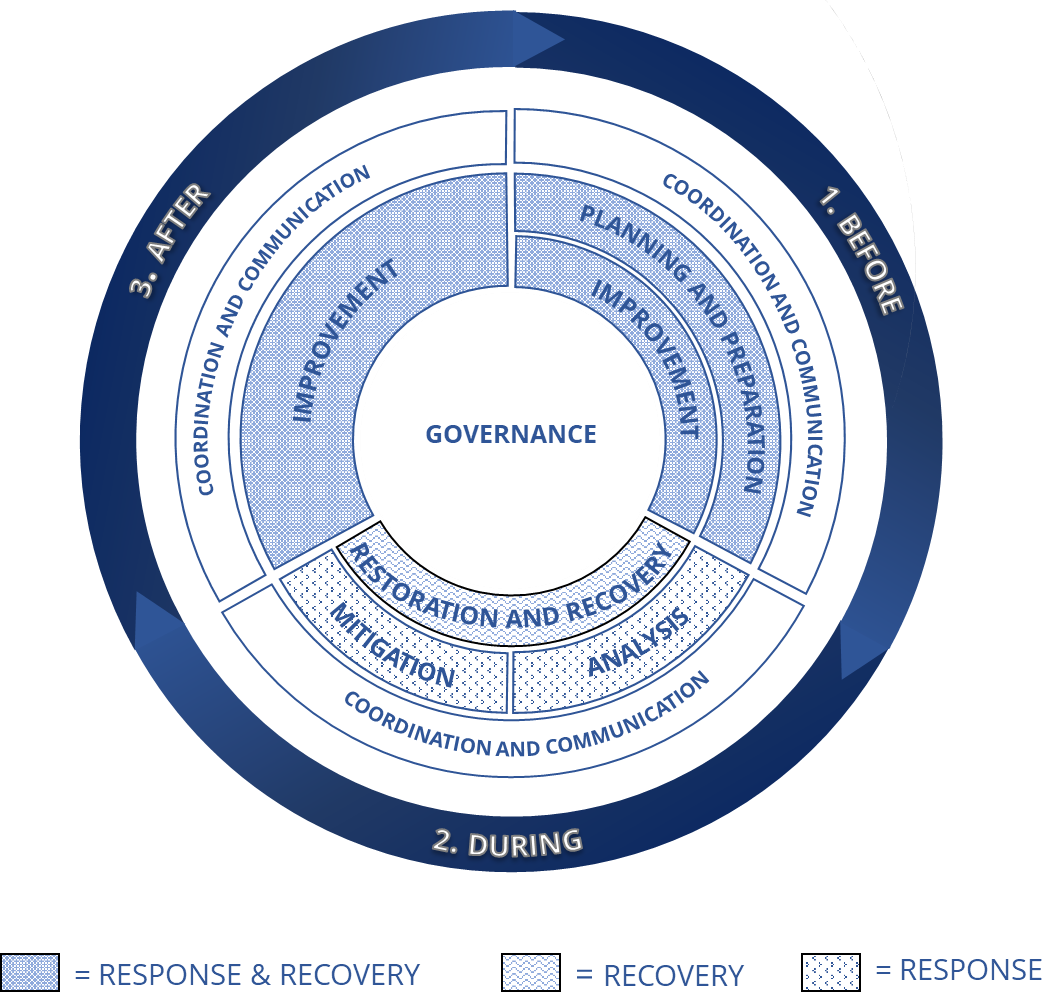 1. BEFORE
COORDINATION AND COMMUNICATION
PLANNING AND PREPARATION
IMPROVEMENT
2. DURING
COORDINATION AND COMMUNICATION
ANALYSIS
MITIGATION
RESTORATION AND RECOVERY
3. AFTER
COORDINATION AND COMMUNICATION
IMPROVEMENT
GOVERNANCE
= RESPONSE & RECOVERY
= RECOVERY
= RESPONSE